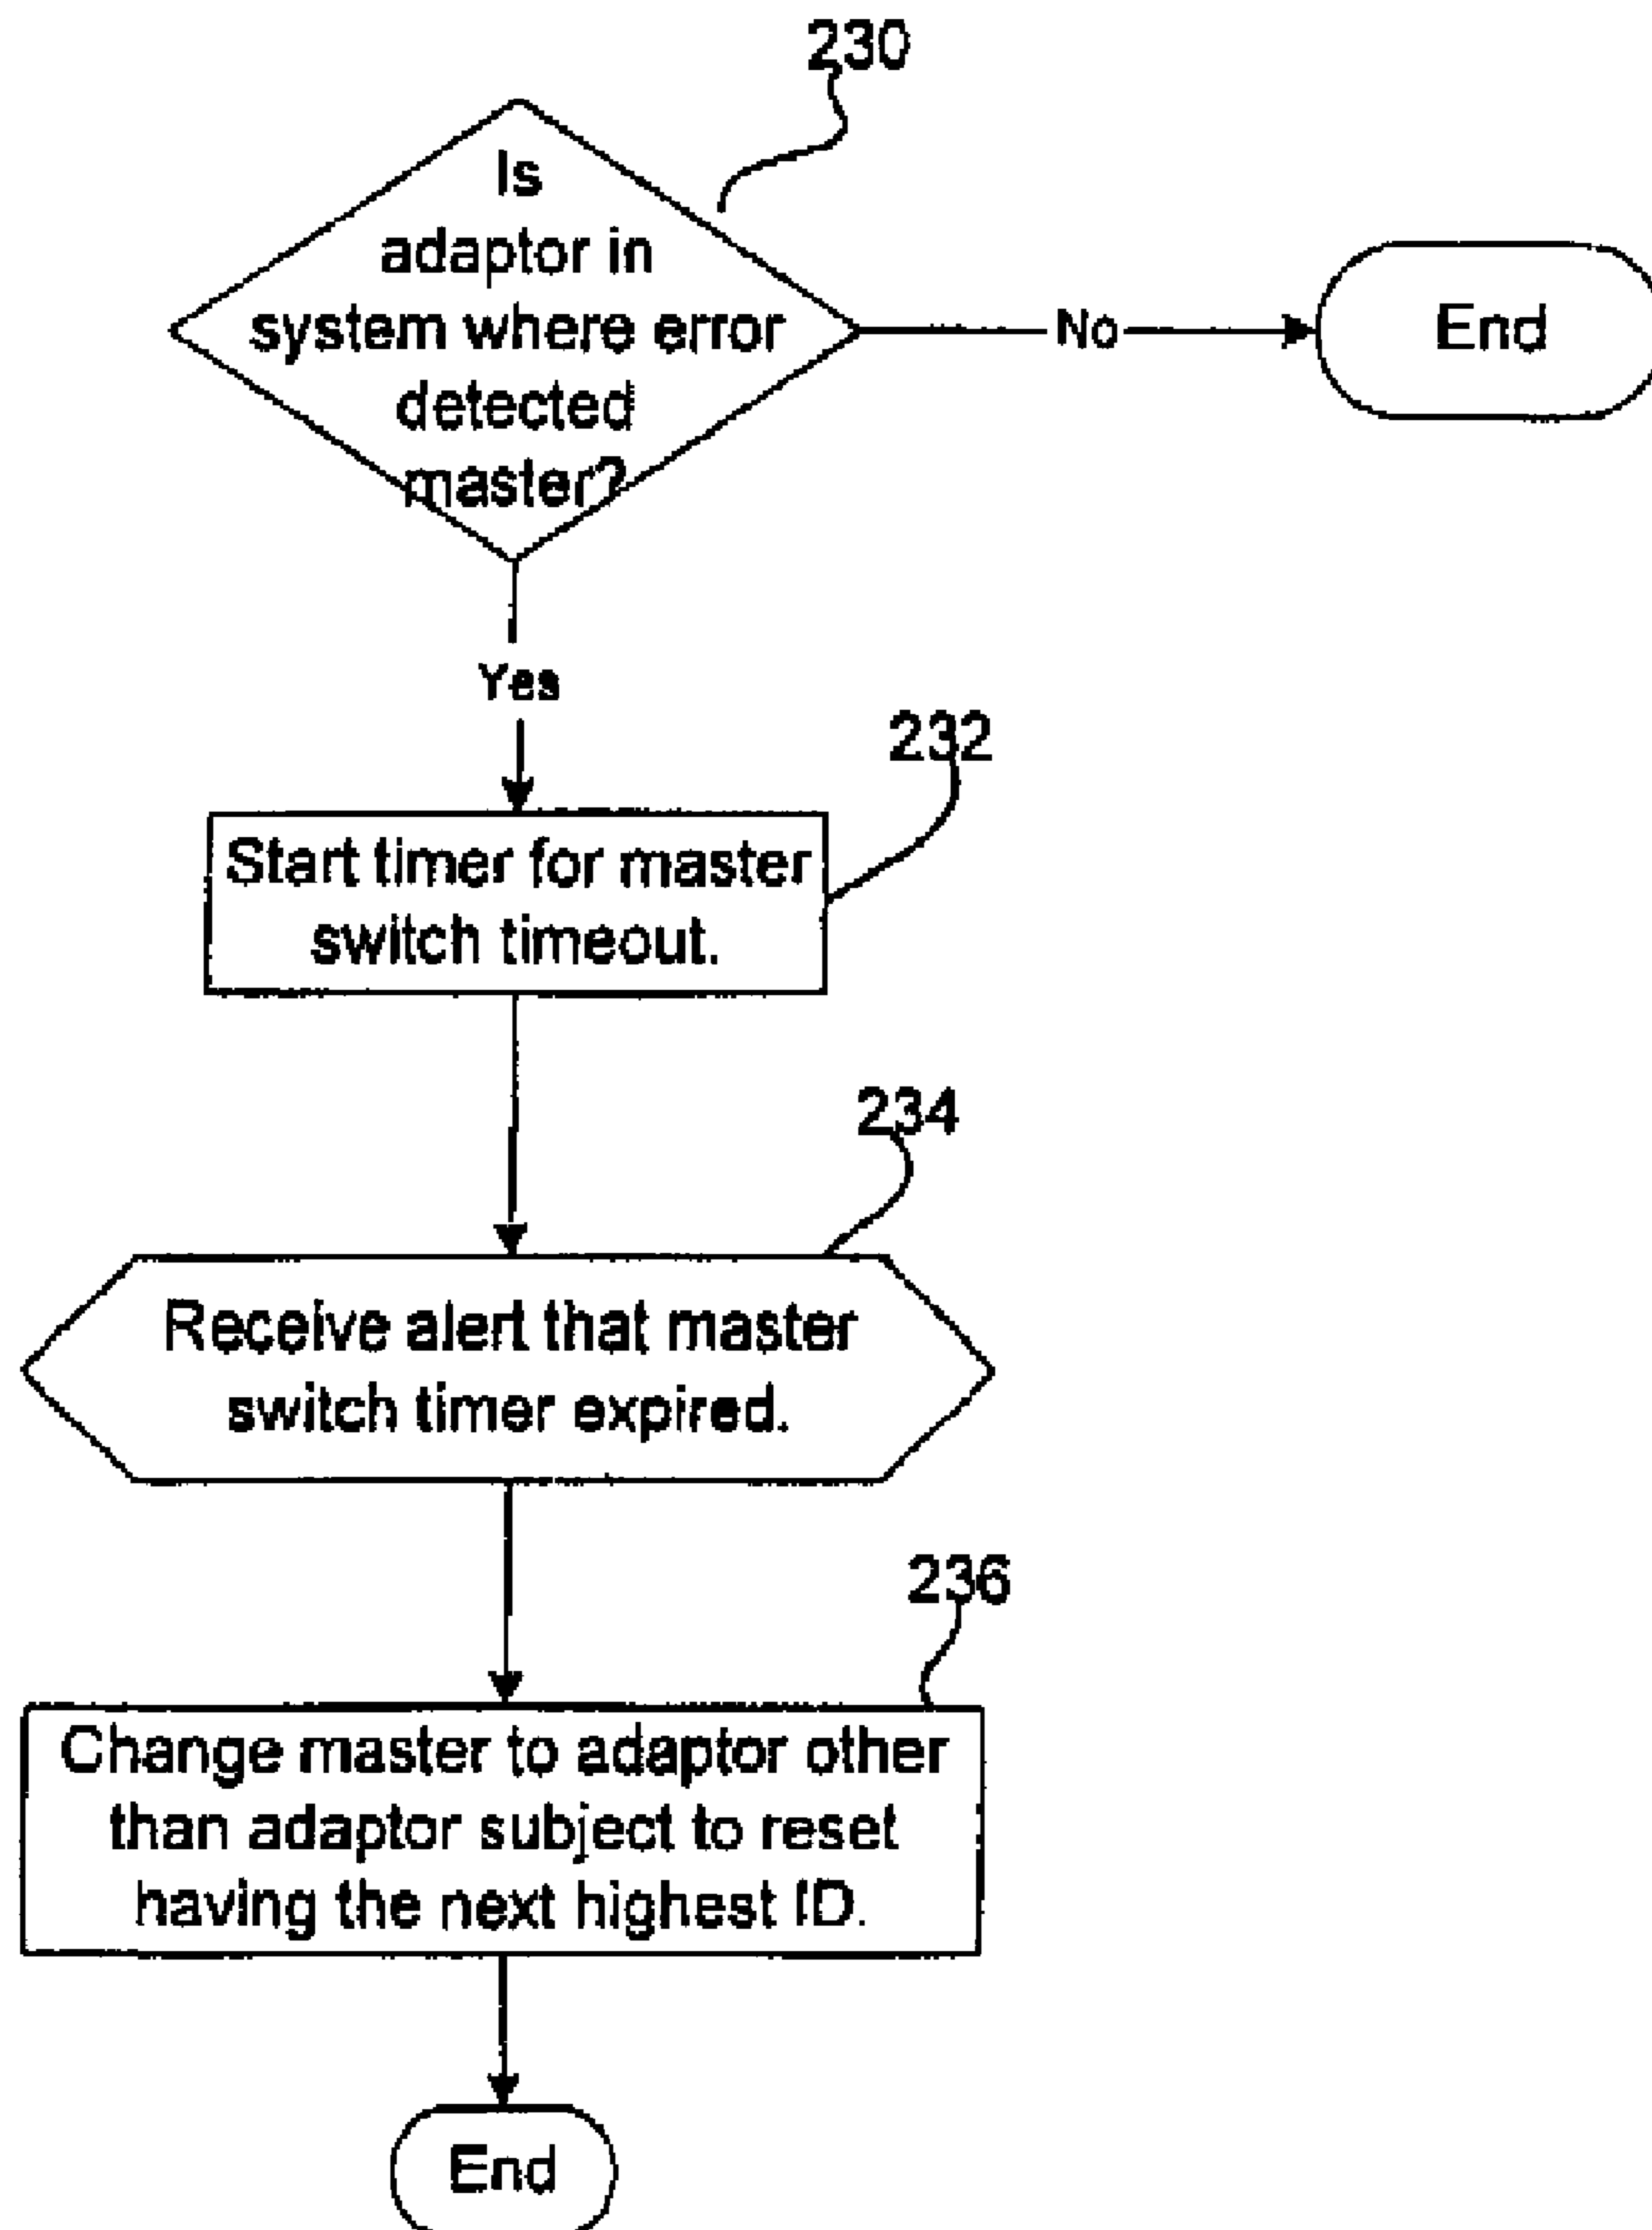 230
Is
adaptor in
system where error
detected
master?
No
End
Yes
232
Start timer for master
switch timeout.
234
Receive alert that master
switch timer expired.
236
Change master to adaptor other
than adaptor subject to reset
having the next highest ID.
End